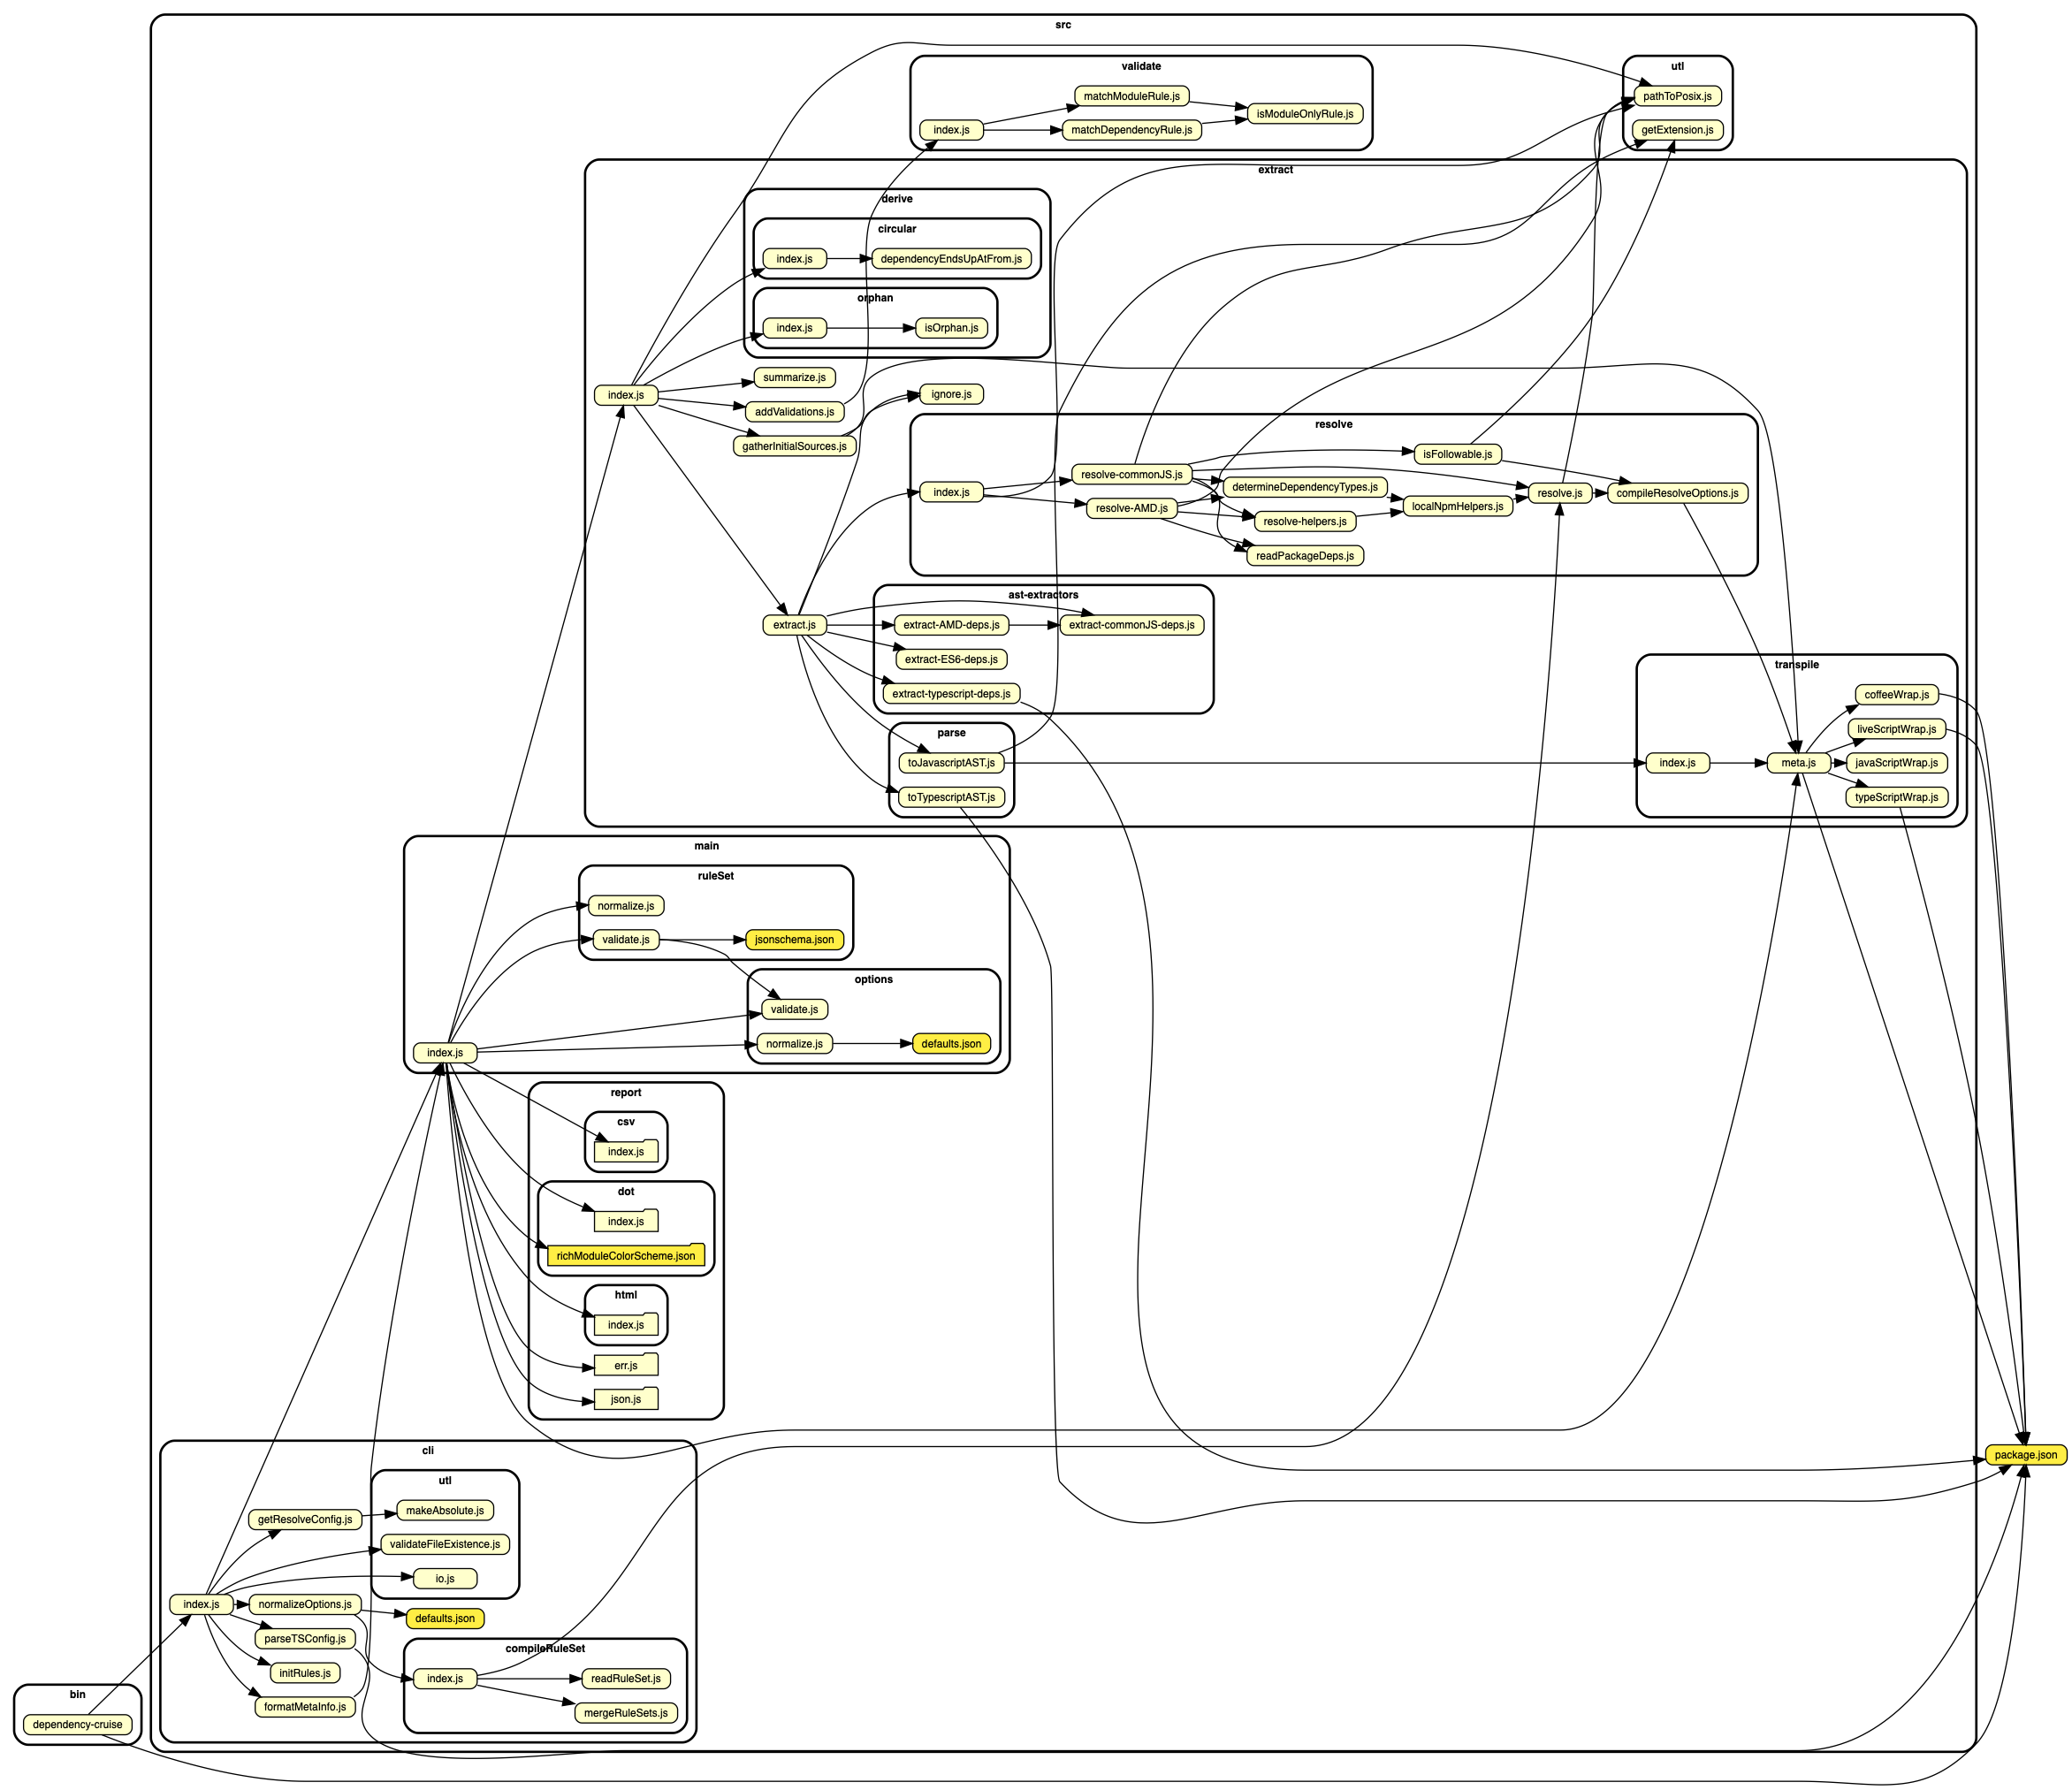 src
validate
matchModuleRule.js
isModuleOnlyRule.js
index.js
matchDependencyRule.js
utl
pathToPosix.js
getExtension.js
extract
derive
circular
index.js
dependencyEndsUpAtFrom.js
orphan
index.js
isOrphan.js
index.js
summarize.js
addValidations.js
gatherInitialSources.js
ignore.js
resolve
isFollowable.js
resolve-commonJS.js
index.js
determineDependencyTypes.js
resolve.js
compileResolveOptions.js
resolve-AMD.js
localNpmHelpers.js
resolve-helpers.js
readPackageDeps.js
extract.js
ast-extractors
extract-AMD-deps.js
extract-commonJS-deps.js
extract-ES6-deps.js
extract-typescript-deps.js
parse
toJavascriptAST.js
toTypescriptAST.js
transpile
coffeeWrap.js
liveScriptWrap.js
index.js
meta.js
javaScriptWrap.js
typeScriptWrap.js
main
ruleSet
normalize.js
validate.js
jsonschema.json
options
validate.js
normalize.js
defaults.json
index.js
report
csv
index.js
dot
index.js
richModuleColorScheme.json
html
index.js
err.js
json.js
package.json
cli
utl
makeAbsolute.js
getResolveConfig.js
validateFileExistence.js
io.js
index.js
normalizeOptions.js
defaults.json
parseTSConfig.js
initRules.js
formatMetaInfo.js
compileRuleSet
index.js
readRuleSet.js
mergeRuleSets.js
bin
dependency-cruise